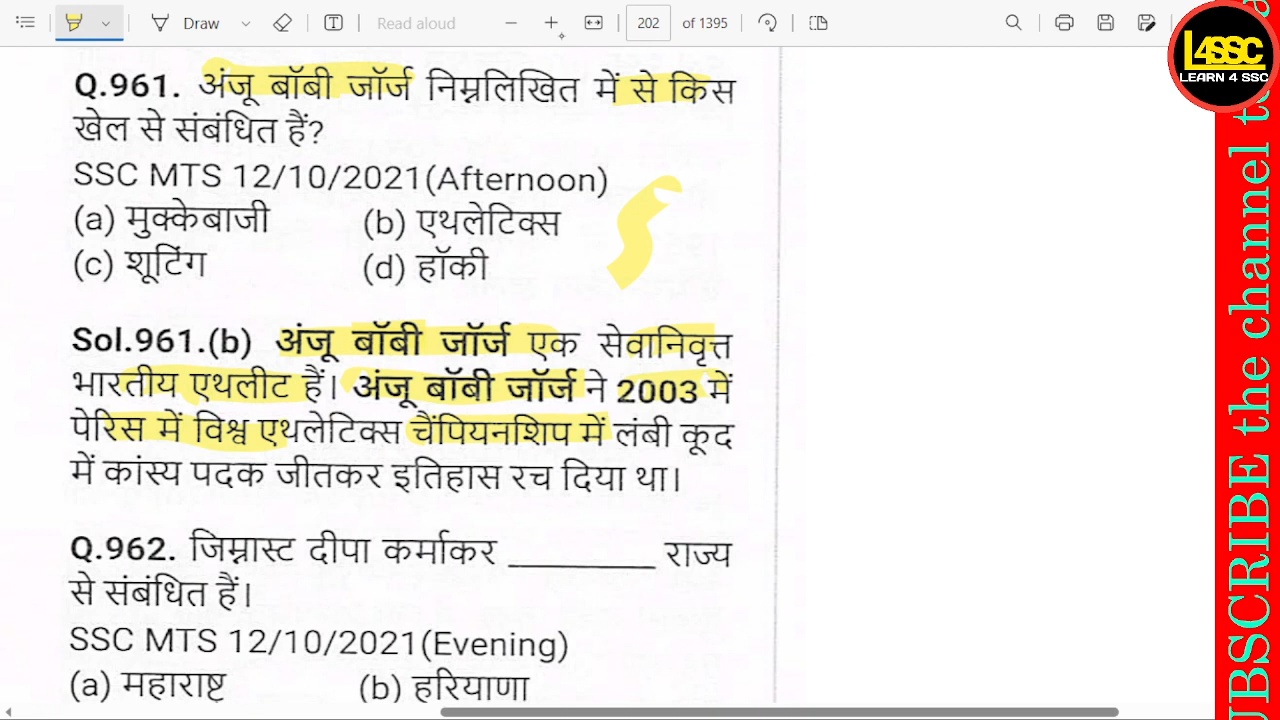 Draw
Read aloud
202 of 1395
L4SSC
LEARN 4 SSC
Q.961. अंजू बॉबी जॉर्ज निम्नलिखित में से किस
खेल से संबंधित हैं?
SSC MTS 12/10/2021(Afternoon)
(a) मुक्केबाजी (b) एथलेटिक्स
(c) शूटिंग (d) हॉकी
Sol.961.(b) अंजू बॉबी जॉर्ज एक सेवानिवृत्त
भारतीय एथलीट हैं। अंजू बॉबी जॉर्ज ने 2003 में
पेरिस में विश्व एथलेटिक्स चैंपियनशिप में लंबी कूद
में कांस्य पदक जीतकर इतिहास रच दिया था।
Q.962. जिम्नास्ट दीपा कर्माकर ________ राज्य
से संबंधित हैं।
SSC MTS 12/10/2021(Evening)
(a) महाराष्ट्र (b) हरियाणा
UBSCRIBE the channel